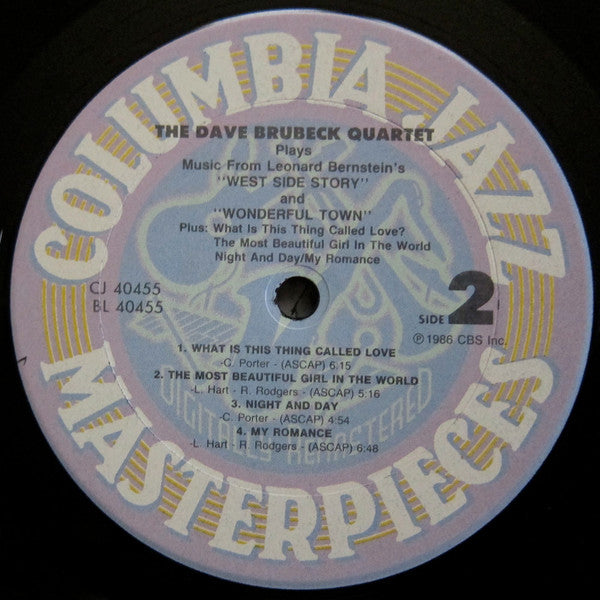 COLUMBIA JAZZ
MASTERPIECES
THE DAVE BRUBECK QUARTET
Plays
Music From Leonard Bernstein's
"WEST SIDE STORY"
and
"WONDERFUL TOWN"
Plus: What Is This Thing Called Love?
The Most Beautiful Girl In The World
Night And Day/My Romance
CJ 40455
BL 40455
SIDE 2
℗ 1986 CBS Inc.
1. WHAT IS THIS THING CALLED LOVE
-C. Porter - (ASCAP) 6:15
2. THE MOST BEAUTIFUL GIRL IN THE WORLD
-L. Hart - R. Rodgers - (ASCAP) 5:16
3. NIGHT AND DAY
-C. Porter - (ASCAP) 4:54
4. MY ROMANCE
-L. Hart - R. Rodgers - (ASCAP) 6:48
DIGITALLY REMASTERED